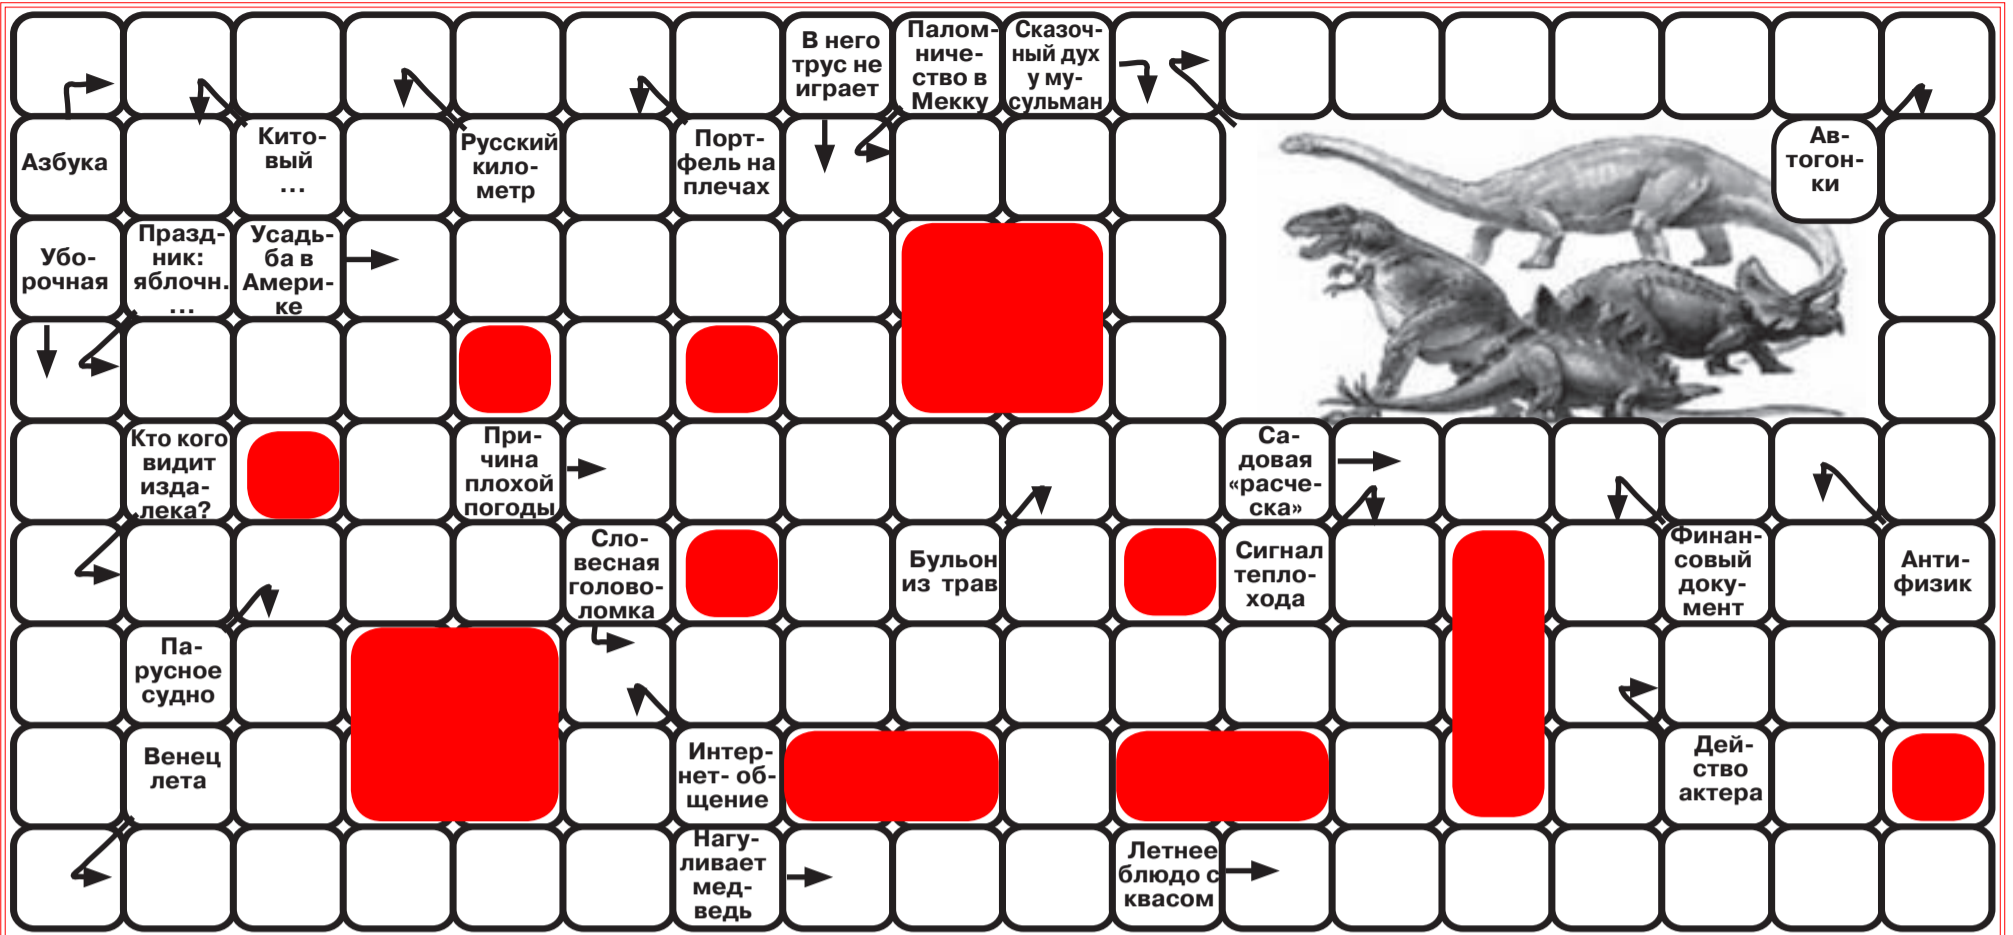 В него
трус не
играет
Палом-
ниче-
ство в
Мекку
Сказоч-
ный дух
у му-
сульман
Азбука
Кито-
вый
...
Русский
кило-
метр
Порт-
фель на
плечах
Ав-
тогон-
ки
Убо-
рочная
Празд-
ник:
яблочн.
...
Усадь-
ба в
Амери-
ке
Кто кого
видит
изда-
лека?
При-
чина
плохой
погоды
Са-
довая
«расче-
ска»
Сло-
весная
голово-
ломка
Бульон
из трав
Сигнал
тепло-
хода
Финан-
совый
доку-
мент
Анти-
физик
Па-
русное
судно
Венец
лета
Интер-
нет- об-
щение
Дей-
ство
актера
Нагу-
ливает
мед-
ведь
Летнее
блюдо с
квасом